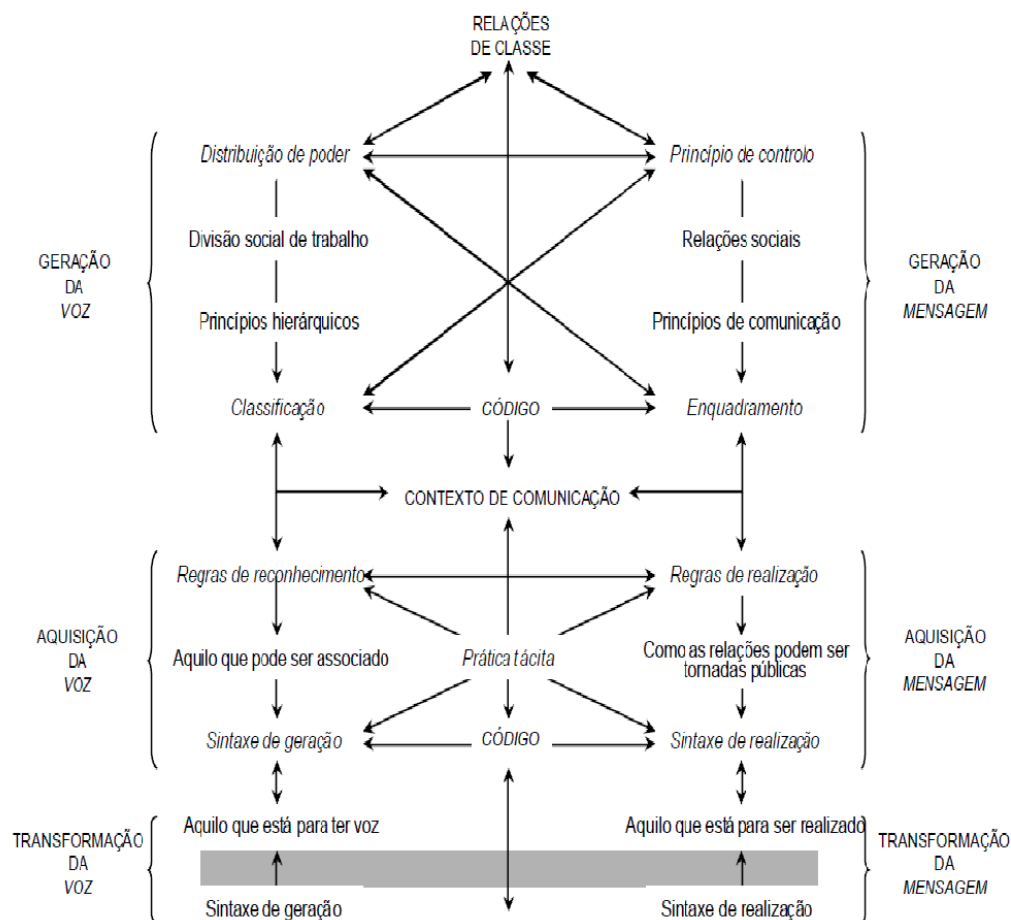 RELAÇÕES
DE CLASSE
Distribuição de poder
Princípio de controlo
Divisão social de trabalho
Relações sociais
GERAÇÃO
DA
VOZ
GERAÇÃO
DA
MENSAGEM
Princípios hierárquicos
Princípios de comunicação
Classificação
CÓDIGO
Enquadramento
CONTEXTO DE COMUNICAÇÃO
Regras de reconhecimento
Regras de realização
AQUISIÇÃO
DA
VOZ
Aquilo que pode ser associado
Prática tácita
Como as relações podem ser
tornadas públicas
AQUISIÇÃO
DA
MENSAGEM
Sintaxe de geração
CÓDIGO
Sintaxe de realização
Aquilo que está para ter voz
Aquilo que está para ser realizado
TRANSFORMAÇÃO
DA
VOZ
TRANSFORMAÇÃO
DA
MENSAGEM
Sintaxe de geração
Sintaxe de realização